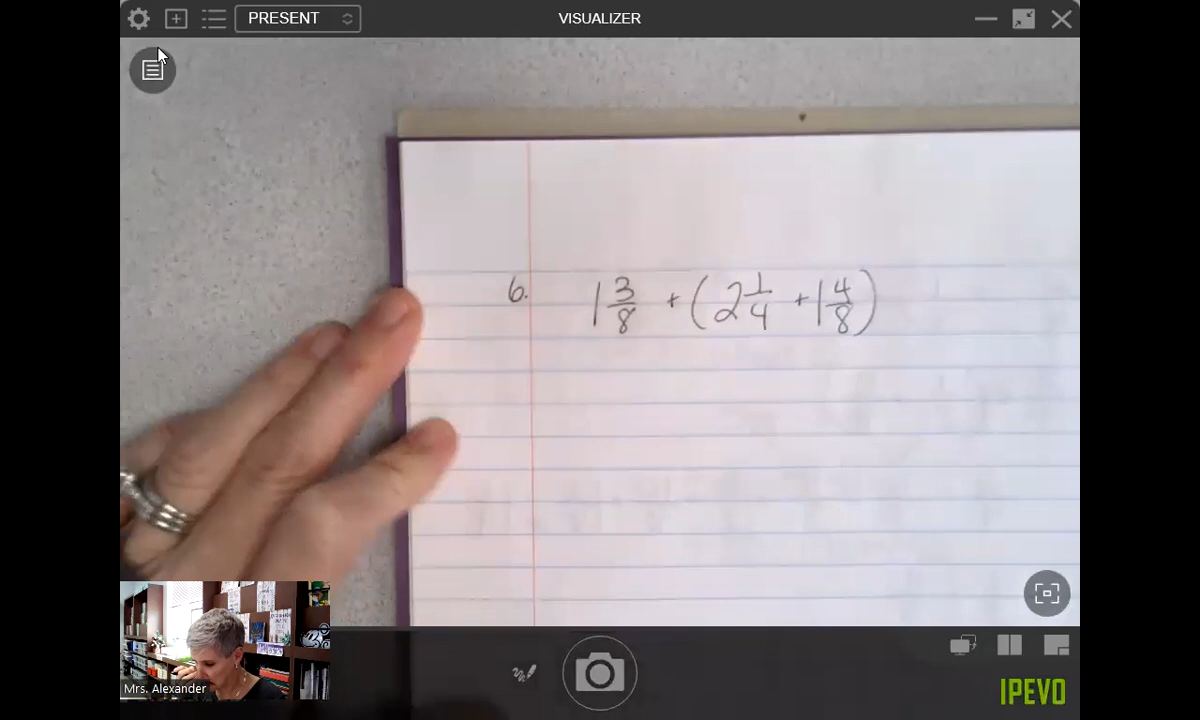 PRESENT
VISUALIZER
6. 1 3/8 + (2 1/4 + 1 4/8)
Mrs. Alexander
IPEVO